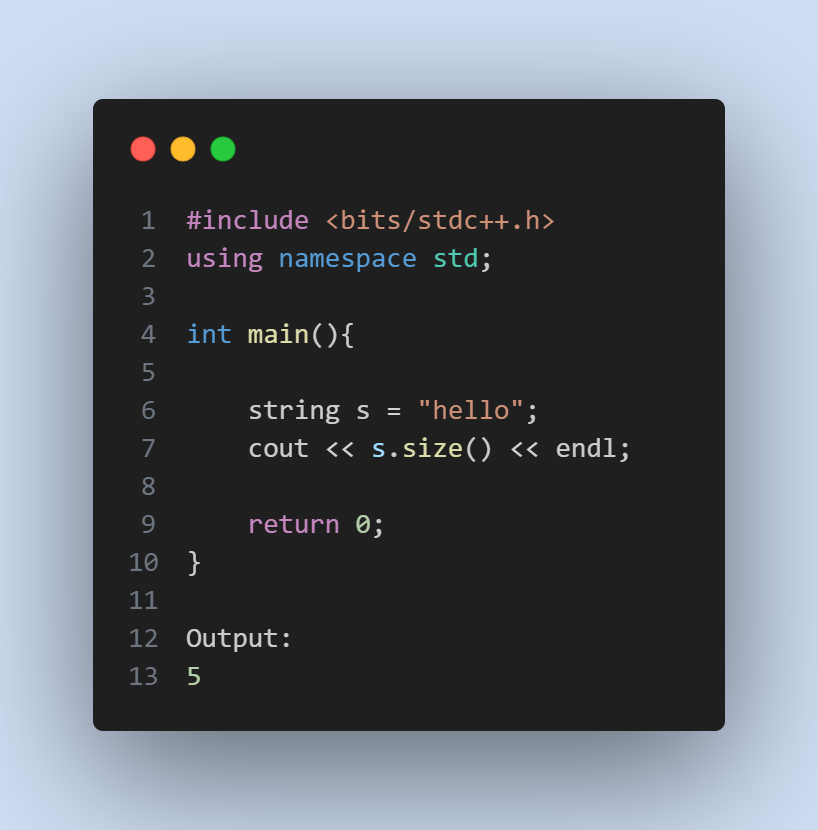 1 #include <bits/stdc++.h>
2 using namespace std;
3
4 int main(){
5
6     string s = "hello";
7     cout << s.size() << endl;
8
9     return 0;
10 }
11
12 Output:
13 5